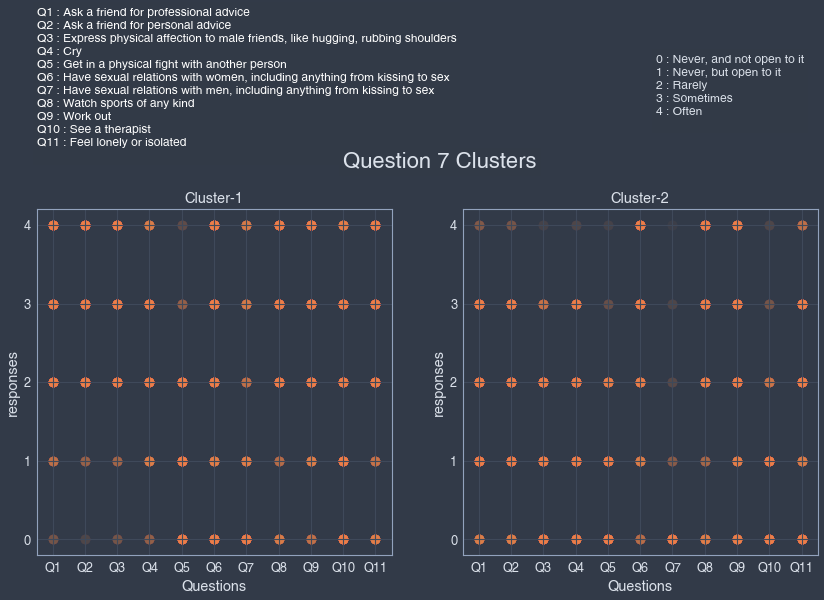 Q1 : Ask a friend for professional advice
Q2 : Ask a friend for personal advice
Q3 : Express physical affection to male friends, like hugging, rubbing shoulders
Q4 : Cry
Q5 : Get in a physical fight with another person
Q6 : Have sexual relations with women, including anything from kissing to sex
Q7 : Have sexual relations with men, including anything from kissing to sex
Q8 : Watch sports of any kind
Q9 : Work out
Q10 : See a therapist
Q11 : Feel lonely or isolated
0 : Never, and not open to it
1 : Never, but open to it
2 : Rarely
3 : Sometimes
4 : Often
Question 7 Clusters
Cluster-1
4
3
2
1
0
responses
Q1 Q2 Q3 Q4 Q5 Q6 Q7 Q8 Q9 Q10 Q11
Questions
Cluster-2
4
3
2
1
0
responses
Q1 Q2 Q3 Q4 Q5 Q6 Q7 Q8 Q9 Q10 Q11
Questions